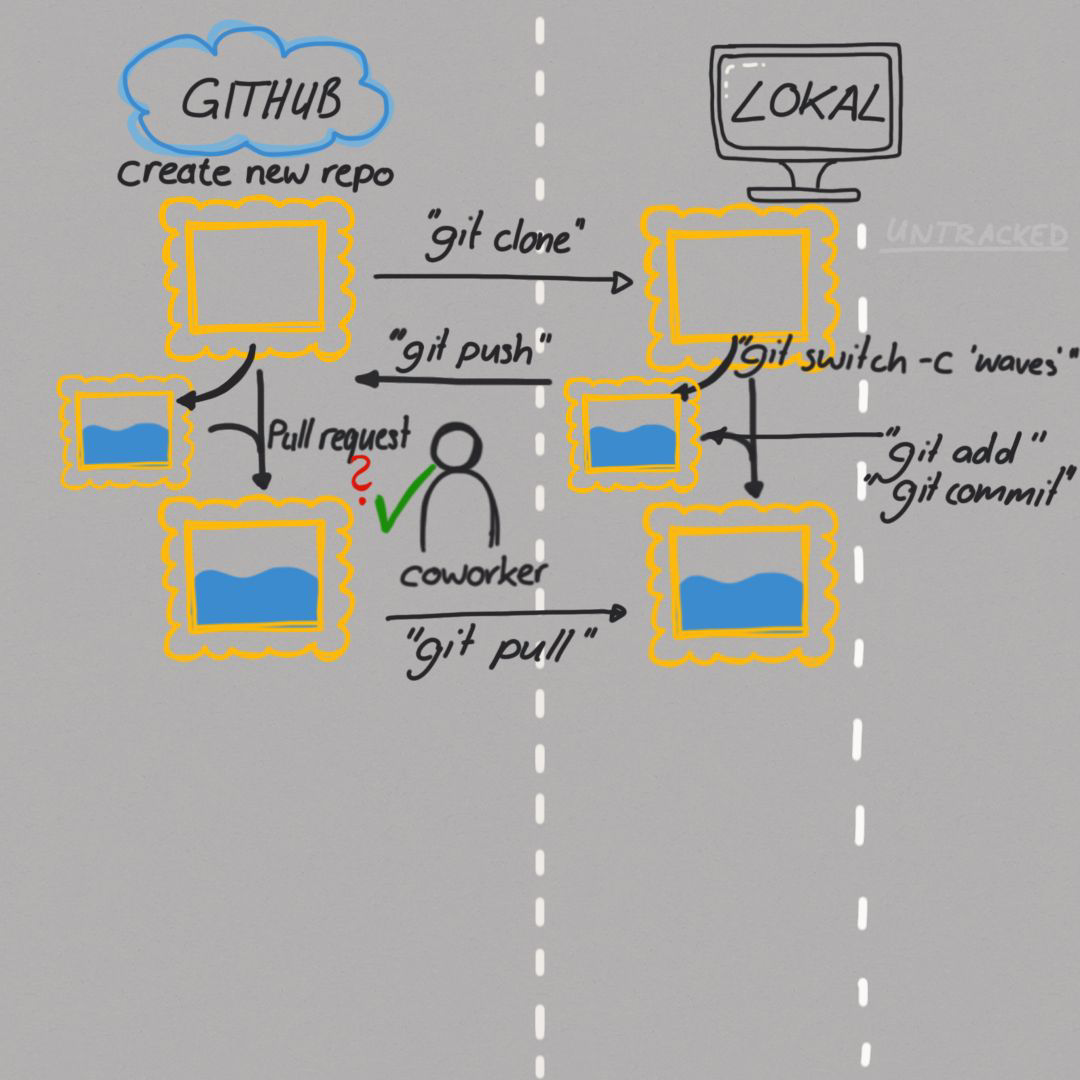 GITHUB
LOKAL
create new repo
UNTRACKED
"git clone"
"git push"
"git switch -c 'waves'"
Pull request
?
"git add"
"git commit"
coworker
"git pull"